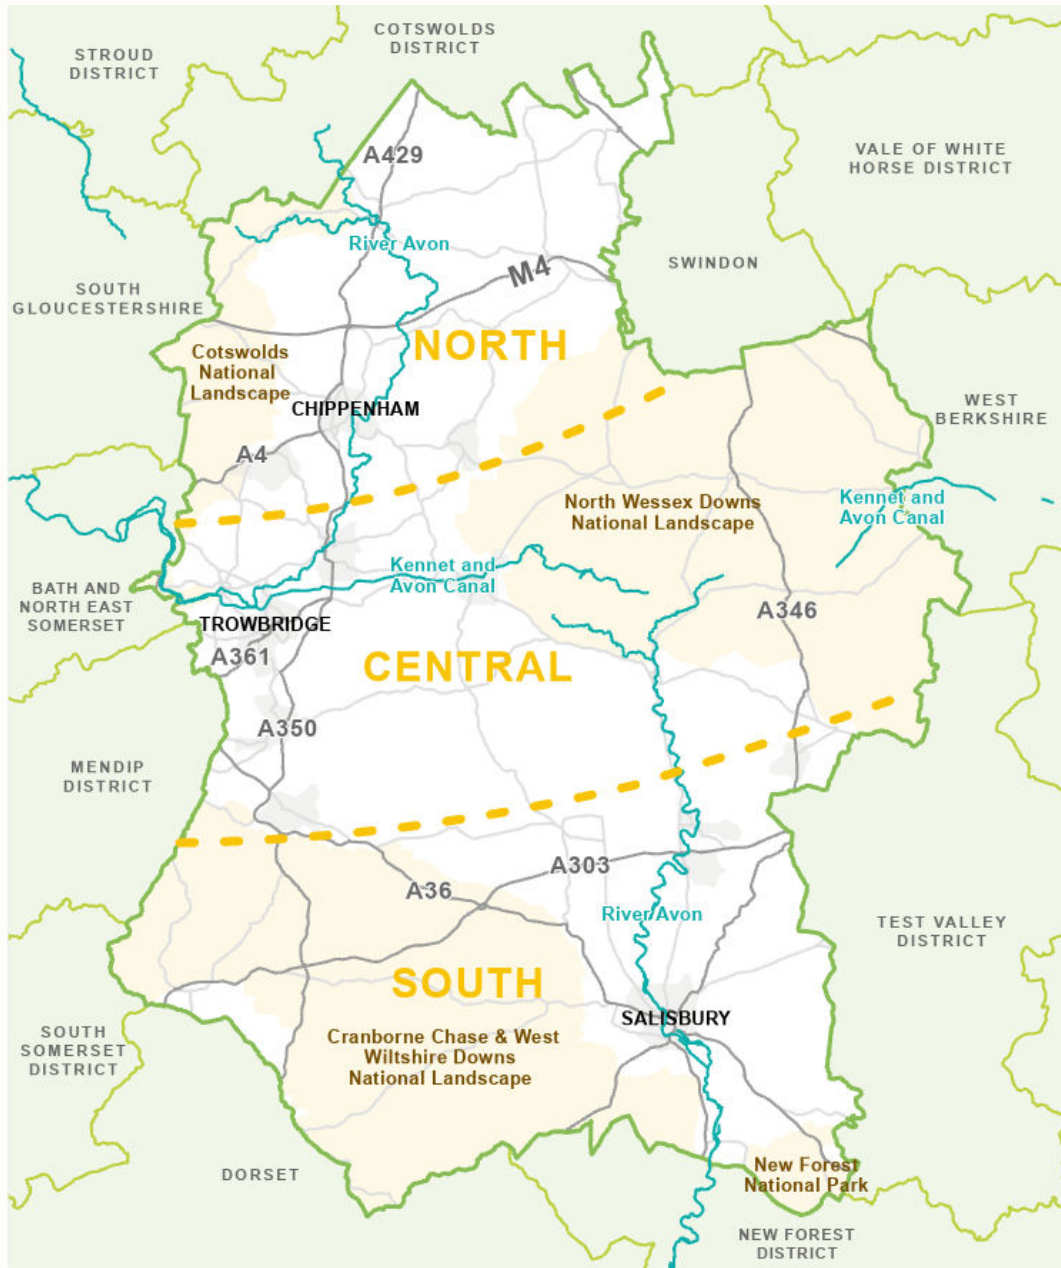 COTSWOLDS
DISTRICT
STROUD
DISTRICT
A429
VALE OF WHITE
HORSE DISTRICT
River Avon
M4
SWINDON
SOUTH
GLOUCESTERSHIRE
NORTH
Cotswolds
National
Landscape
CHIPPENHAM
WEST
BERKSHIRE
A4
North Wessex Downs
National Landscape
Kennet and
Avon Canal
Kennet and
Avon Canal
BATH AND
NORTH EAST
SOMERSET
TROWBRIDGE
A346
A361
CENTRAL
A350
MENDIP
DISTRICT
A303
A36
River Avon
TEST VALLEY
DISTRICT
SOUTH
SALISBURY
SOUTH
SOMERSET
DISTRICT
Cranborne Chase & West
Wiltshire Downs
National Landscape
DORSET
New Forest
National Park
NEW FOREST
DISTRICT